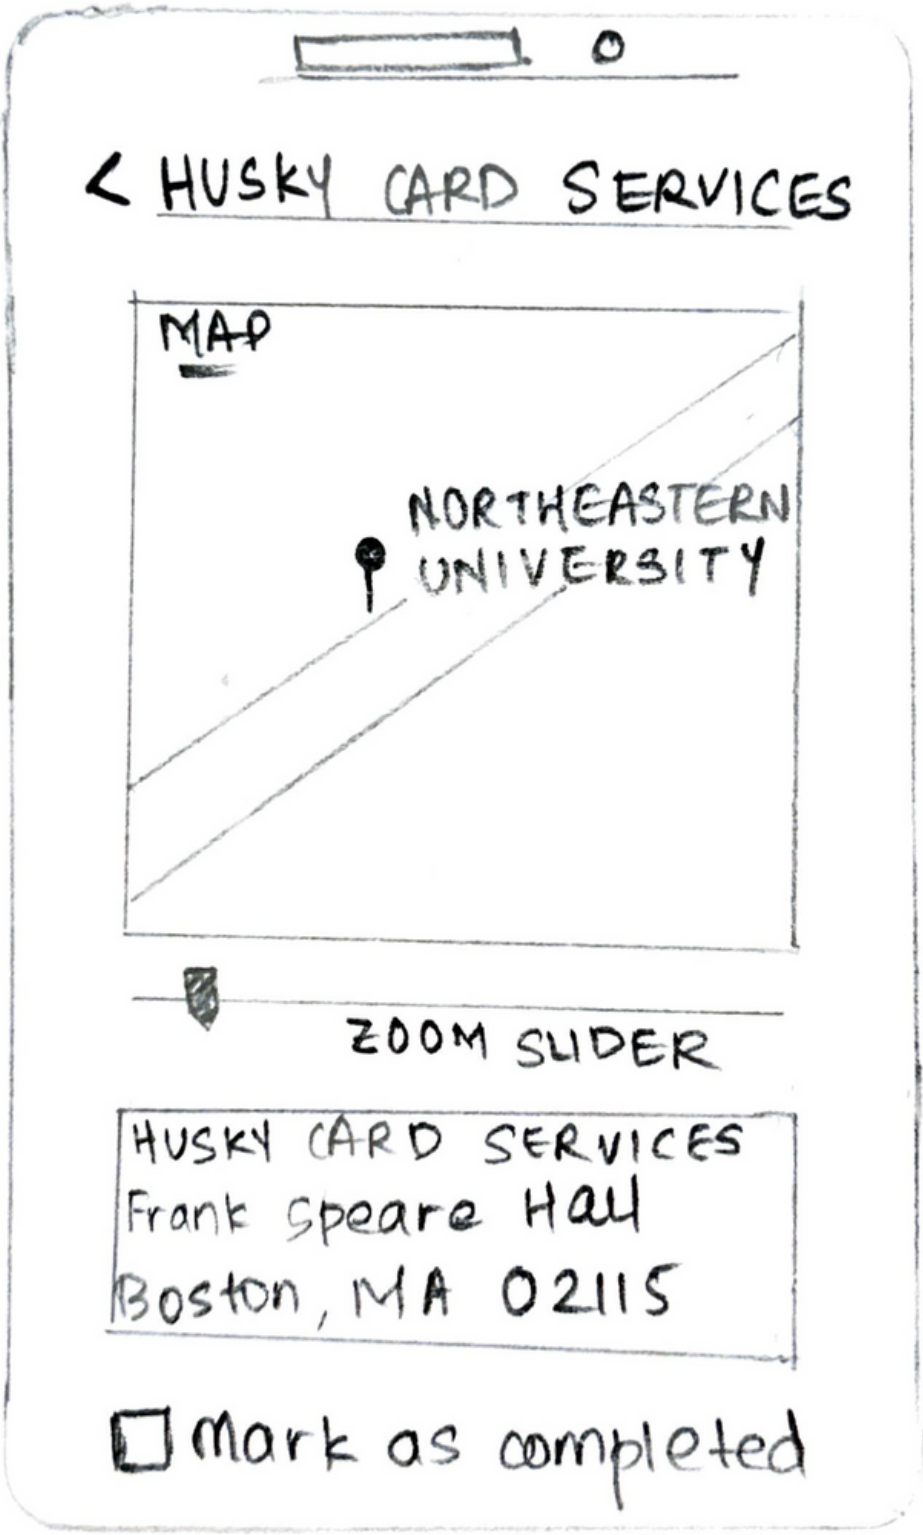 < HUSKY CARD SERVICES
MAP
NORTHEASTERN
UNIVERSITY
ZOOM SLIDER
HUSKY CARD SERVICES
Frank Speare Hall
Boston, MA 02115
Mark as completed